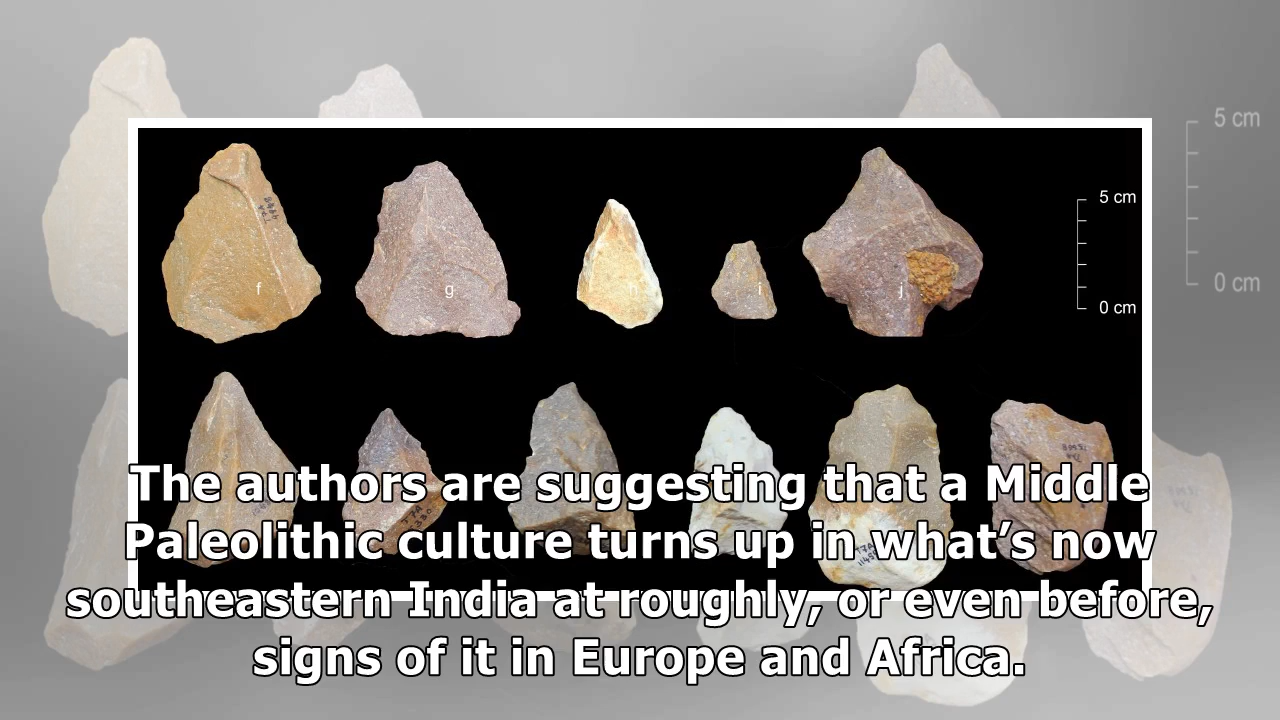 5 cm
5 cm
f
g
h
i
j
0 cm
0 cm
The authors are suggesting that a Middle
Paleolithic culture turns up in what’s now
southeastern India at roughly, or even before,
signs of it in Europe and Africa.